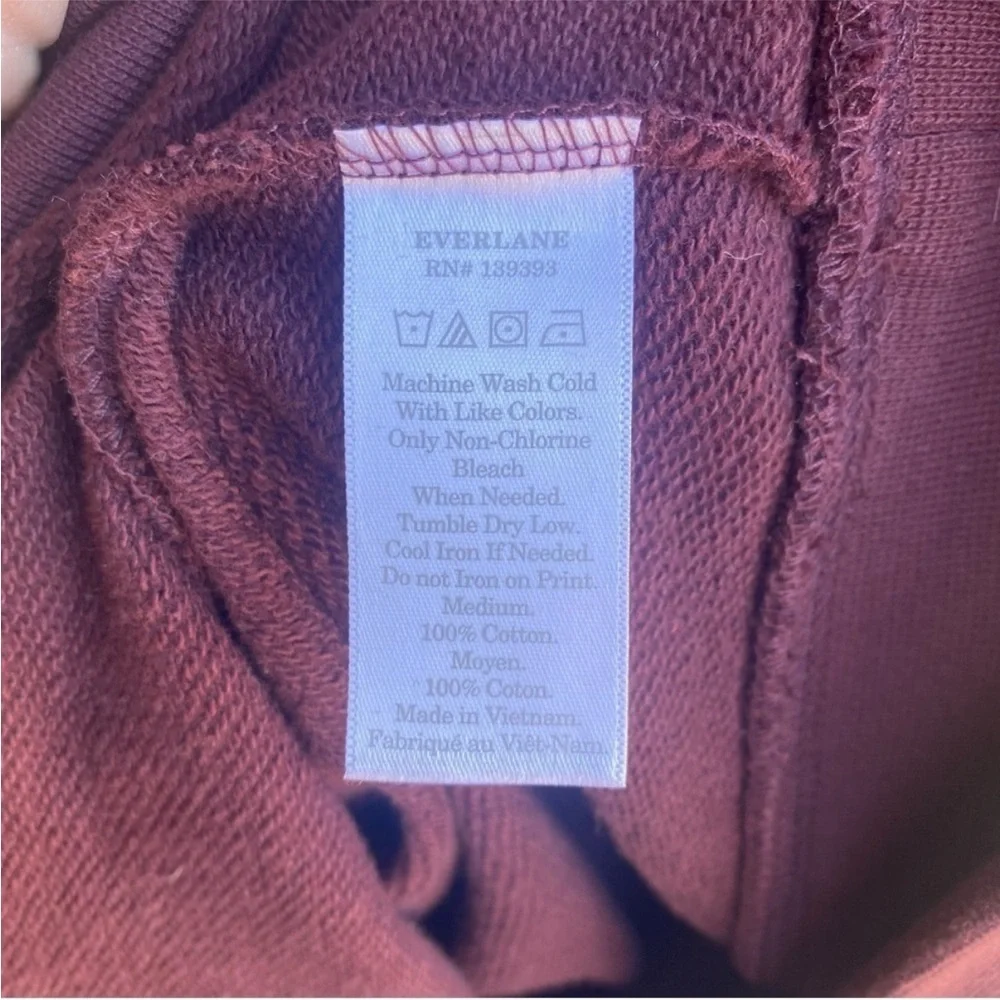 EVERLANE
RN# 139393
Machine Wash Cold
With Like Colors.
Only Non-Chlorine
Bleach
When Needed.
Tumble Dry Low.
Cool Iron If Needed.
Do not Iron on Print.
Medium.
100% Cotton.
Moyen.
100% Coton.
Made in Vietnam.
Fabriqué au Viêt-Nam.